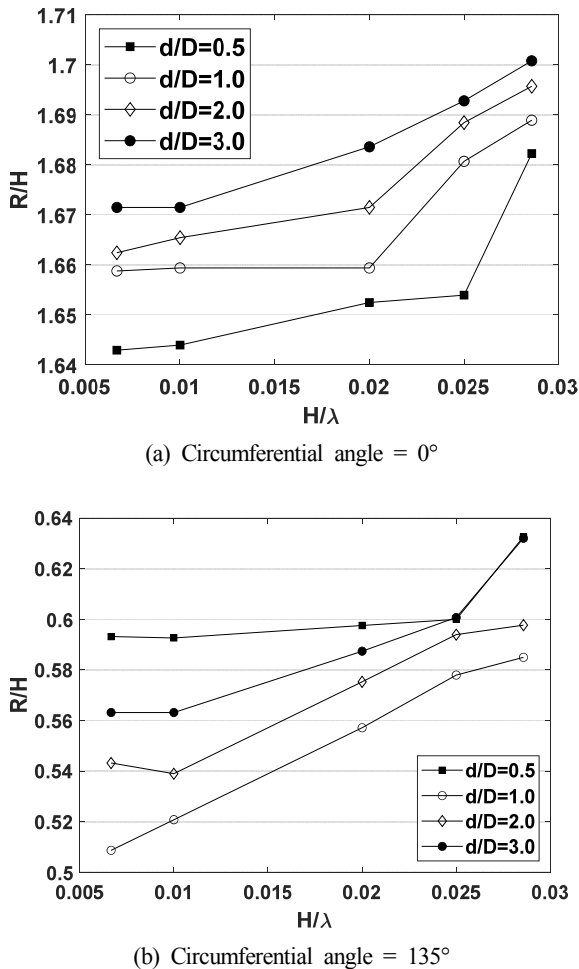 1.71
1.7
1.69
1.68
1.67
1.66
1.65
1.64
R/H
d/D=0.5
d/D=1.0
d/D=2.0
d/D=3.0
0.005 0.01 0.015 0.02 0.025 0.03
H/λ
(a) Circumferential angle = 0°
0.64
0.62
0.6
0.58
0.56
0.54
0.52
0.5
R/H
d/D=0.5
d/D=1.0
d/D=2.0
d/D=3.0
0.005 0.01 0.015 0.02 0.025 0.03
H/λ
(b) Circumferential angle = 135°